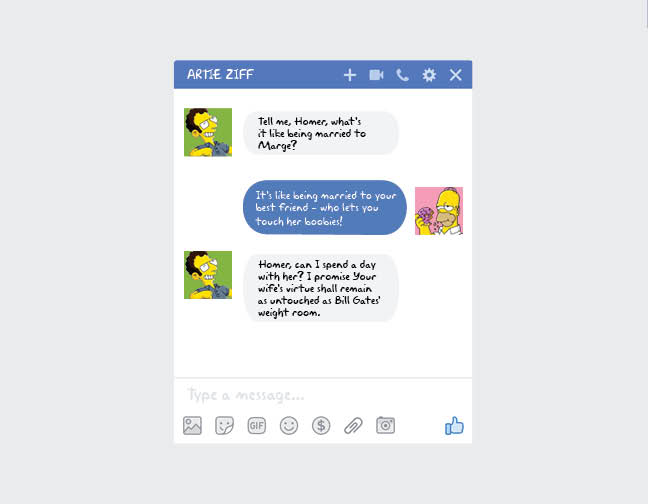 ARTIE ZIFF
Tell me, Homer, what's
it like being married to
Marge?
It's like being married to your
best friend - who lets you
touch her boobies!
Homer, can I spend a day
with her? I promise Your
wife's virtue shall remain
as untouched as Bill Gates'
weight room.
Type a message...
GIF
$